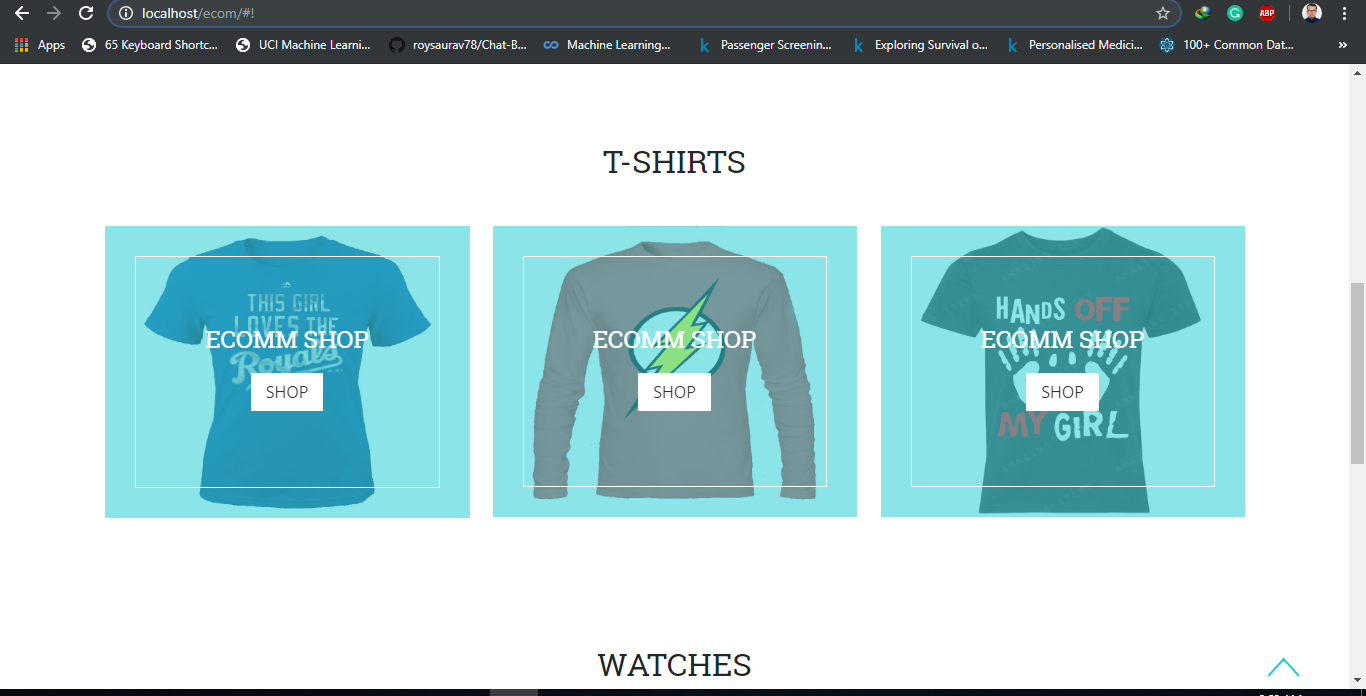 localhost/ecom/#!
ABP
Apps
65 Keyboard Shortc...
UCI Machine Learni...
roysaurav78/Chat-B...
Machine Learning...
Passenger Screenin...
Exploring Survival o...
Personalised Medici...
100+ Common Dat...
»
T-SHIRTS
THIS GIRL
LOVES THE
Royals
ECOMM SHOP
SHOP
ECOMM SHOP
SHOP
HANDS OFF
MY GIRL
ECOMM SHOP
SHOP
WATCHES